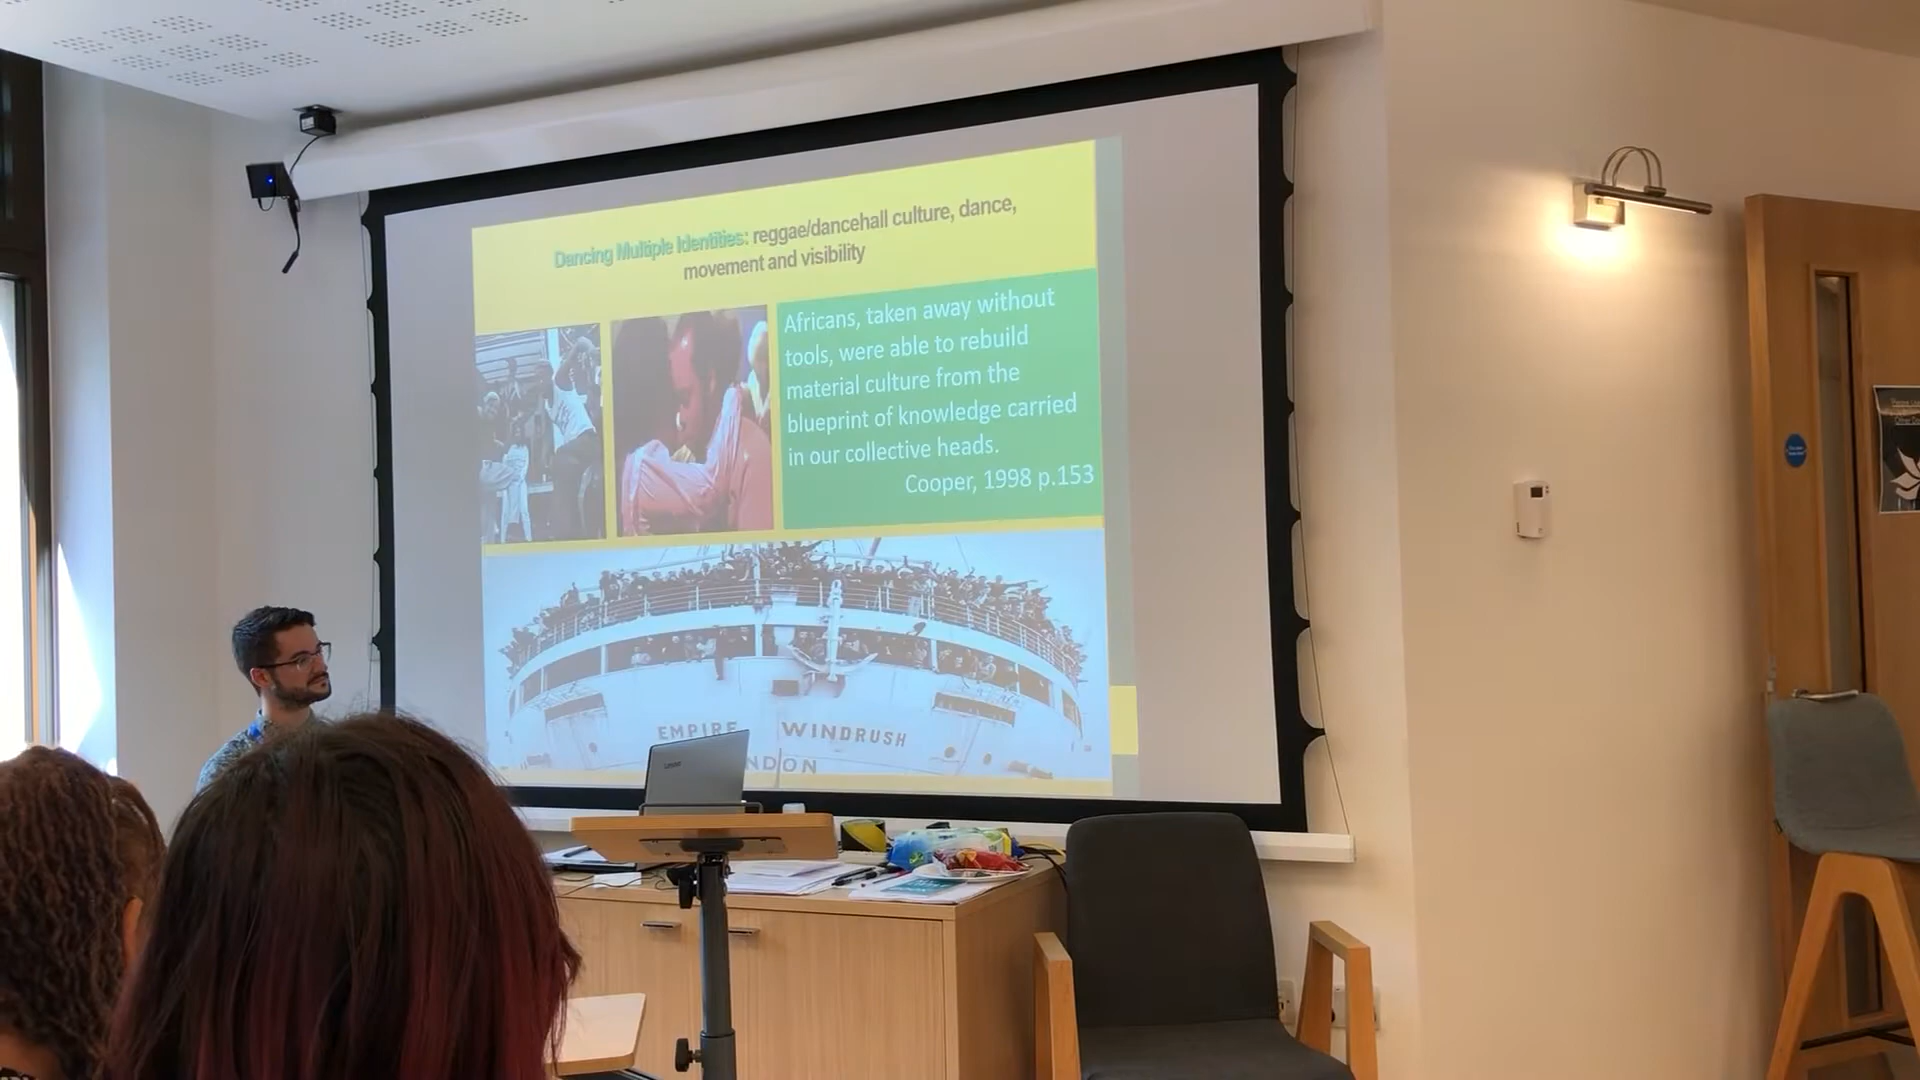 Dancing Multiple Identities: reggae/dancehall culture, dance,
movement and visibility
Africans, taken away without
tools, were able to rebuild
material culture from the
blueprint of knowledge carried
in our collective heads.
Cooper, 1998 p.153
EMPIRE WINDRUSH
NDON
Lenovo